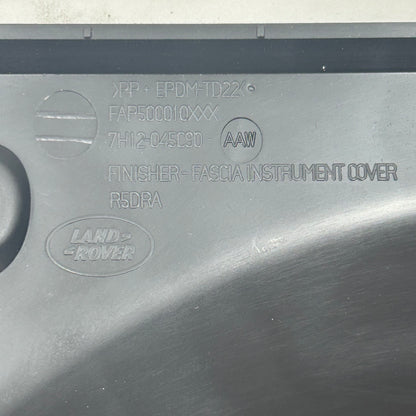 >PP + EPDM-TD22<
FAP500010XXX
7H12-045C90- AAW
FINISHER- FASCIA INSTRUMENT COVER
R5DRA
LAND-
-ROVER